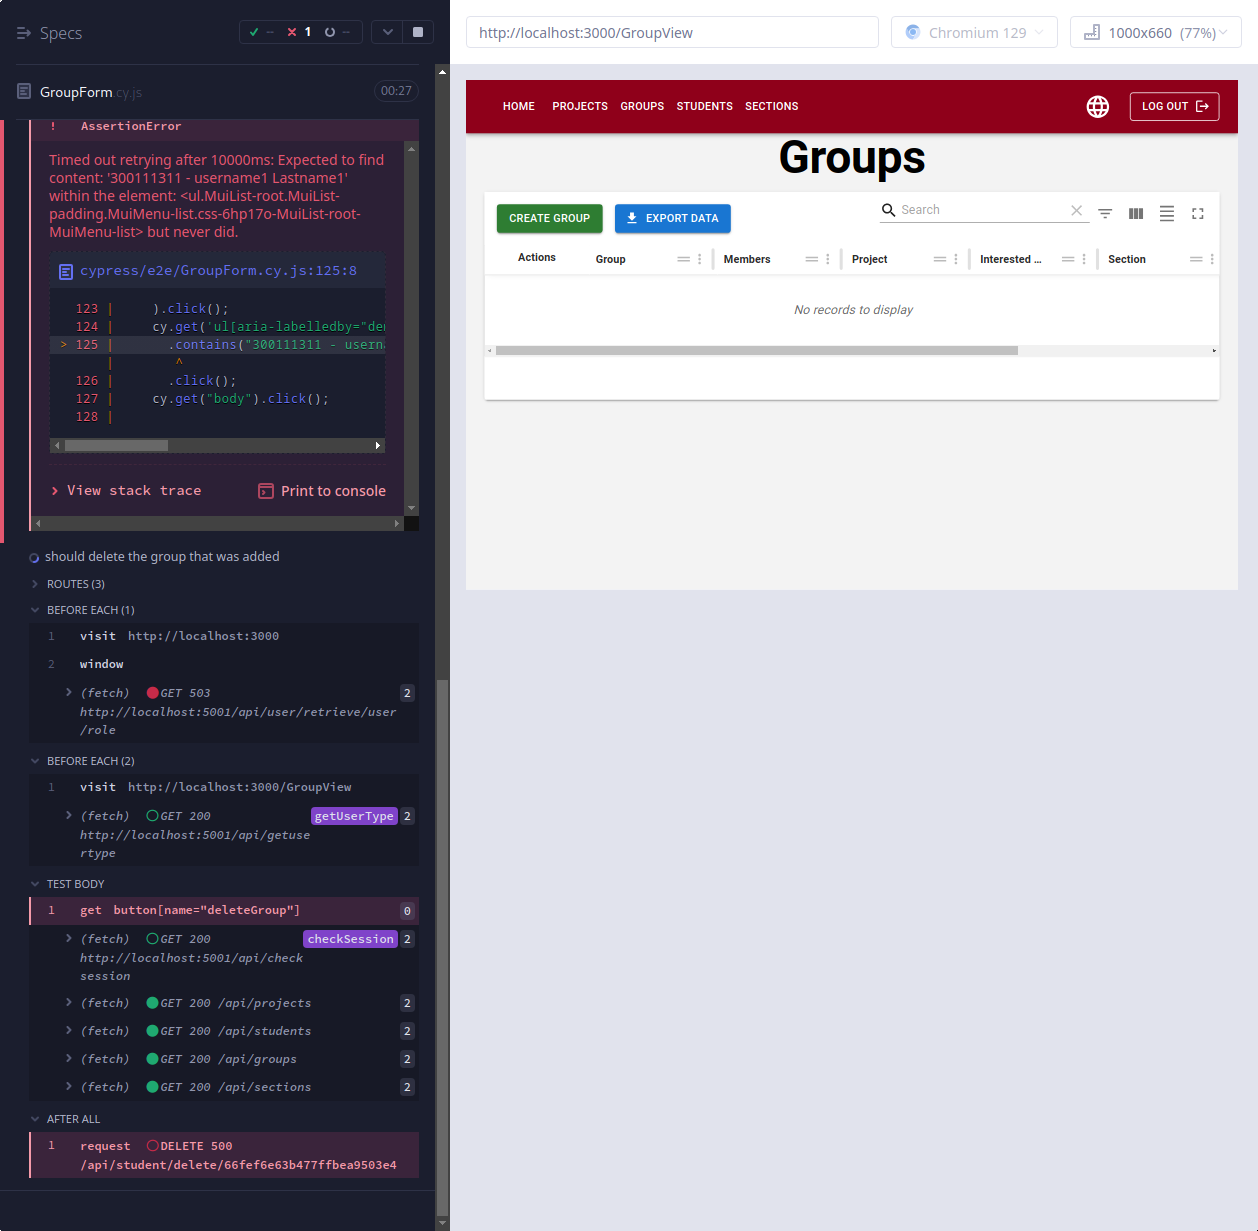 Specs
-- 1 --
GroupForm.cy.js 00:27
! AssertionError
Timed out retrying after 10000ms: Expected to find
content: '300111311 - username1 Lastname1'
within the element: <ul.MuiList-root.MuiList-
padding.MuiMenu-list.css-6hp17o-MuiList-root-
MuiMenu-list> but never did.
cypress/e2e/GroupForm.cy.js:125:8
123 | ).click();
124 | cy.get('ul[aria-labelledby="de
> 125 | .contains("300111311 - usern
| ^
126 | .click();
127 | cy.get("body").click();
128 |
View stack trace
Print to console
should delete the group that was added
ROUTES (3)
BEFORE EACH (1)
1 visit http://localhost:3000
2 window
(fetch) GET 503 2
http://localhost:5001/api/user/retrieve/user
/role
BEFORE EACH (2)
1 visit http://localhost:3000/GroupView
(fetch) GET 200 getUserType 2
http://localhost:5001/api/getuse
rtype
TEST BODY
1 get button[name="deleteGroup"] 0
(fetch) GET 200 checkSession 2
http://localhost:5001/api/check
session
(fetch) GET 200 /api/projects 2
(fetch) GET 200 /api/students 2
(fetch) GET 200 /api/groups 2
(fetch) GET 200 /api/sections 2
AFTER ALL
1 request DELETE 500
/api/student/delete/66fef6e63b477ffbea9503e4
http://localhost:3000/GroupView
Chromium 129
1000x660 (77%)
HOME PROJECTS GROUPS STUDENTS SECTIONS
LOG OUT
Groups
CREATE GROUP EXPORT DATA
Search
Actions Group Members Project Interested ... Section
No records to display